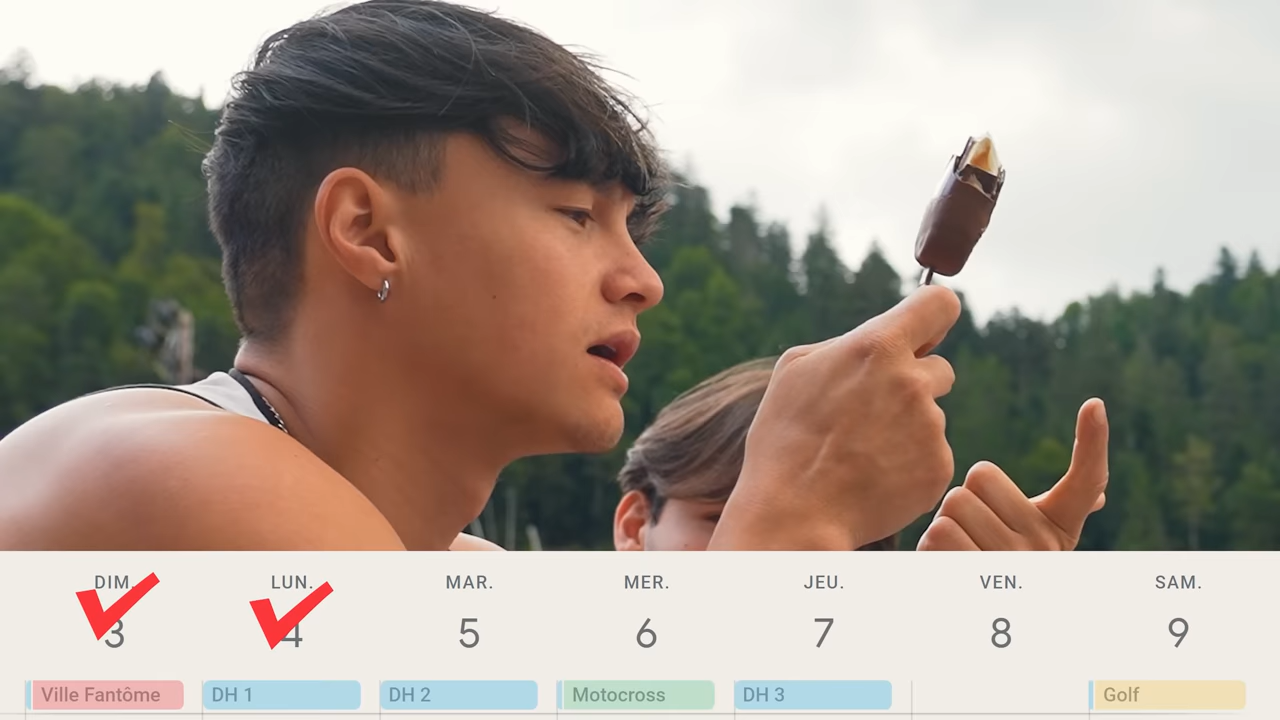 DIM. LUN. MAR. MER. JEU. VEN. SAM.
3 4 5 6 7 8 9
Ville Fantôme DH 1 DH 2 Motocross DH 3 Golf